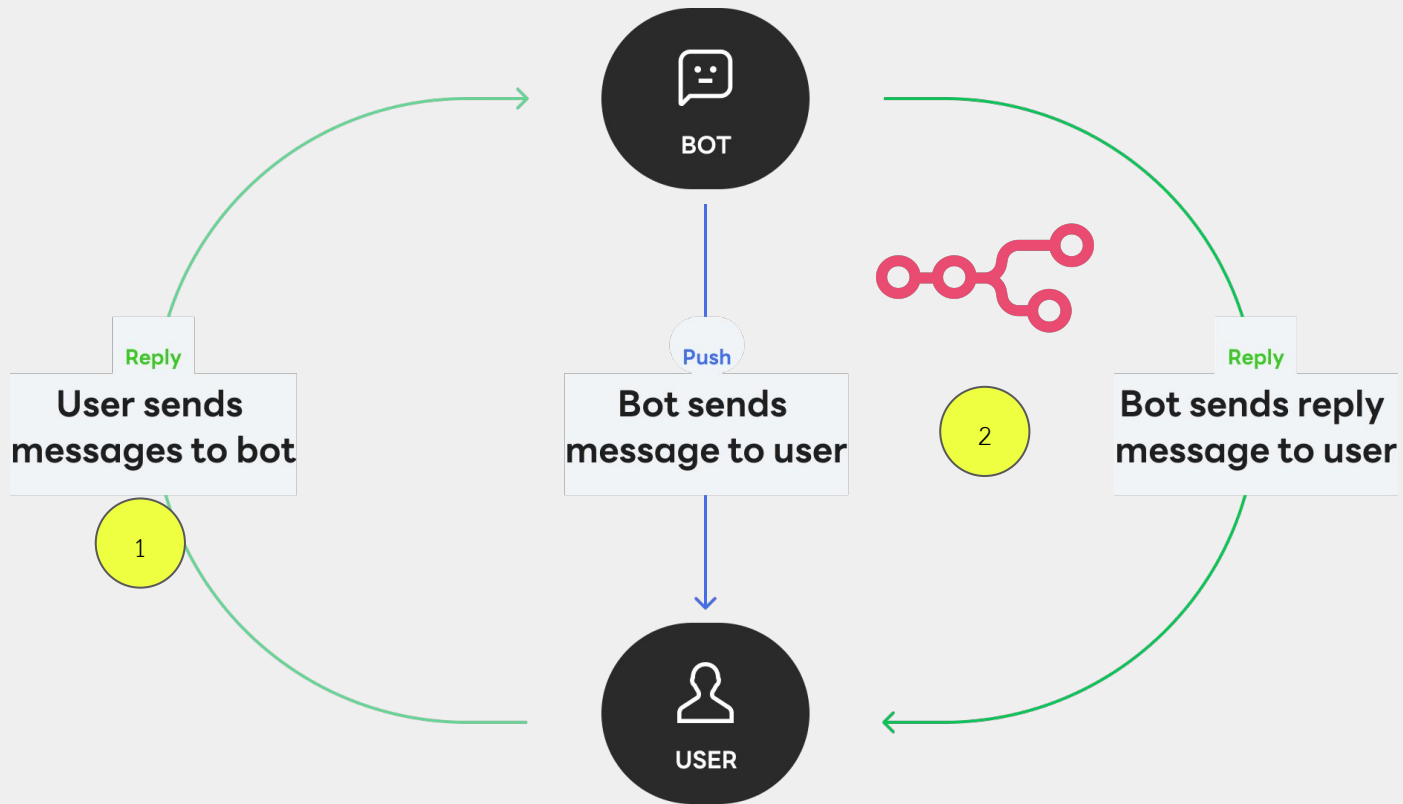 BOT
Reply
User sends
messages to bot
1
Push
Bot sends
message to user
2
Reply
Bot sends reply
message to user
USER